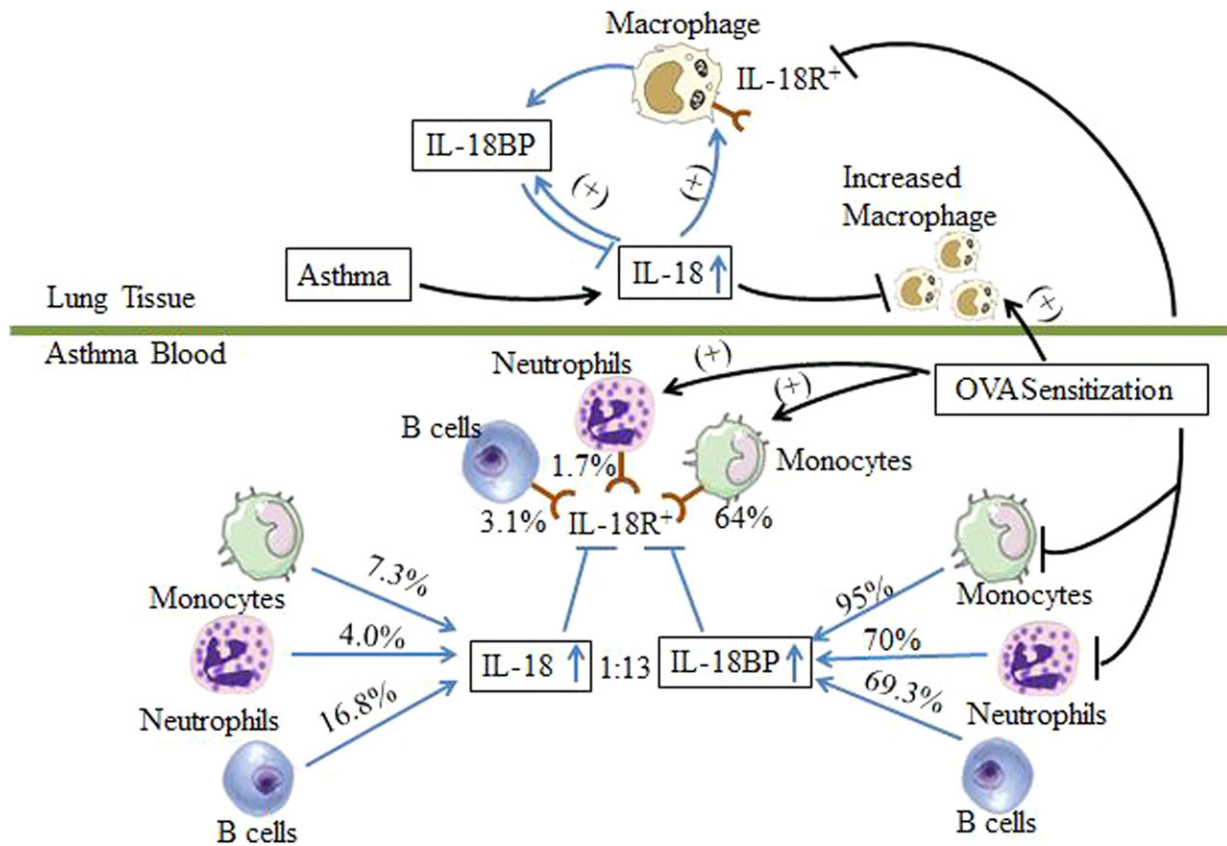 Macrophage
IL-18R+
IL-18BP
(+)
(+)
Increased
Macrophage
Asthma
IL-18
(+)
Lung Tissue
Asthma Blood
Neutrophils
(+)
(+)
OVASensitization
B cells
1.7%
Monocytes
3.1%
IL-18R+
64%
Monocytes
7.3%
95%
Monocytes
4.0%
IL-18
1:13
IL-18BP
70%
Neutrophils
16.8%
69.3%
Neutrophils
B cells
B cells